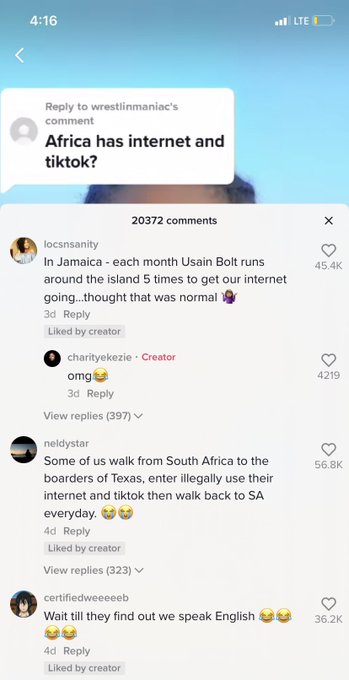 4:16
LTE
Reply to wrestlinmaniac's
comment
Africa has internet and
tiktok?
20372 comments
locsnsanity
In Jamaica - each month Usain Bolt runs
around the island 5 times to get our internet
going...thought that was normal 🤷🏾‍♀️
45.4K
3d Reply
Liked by creator
charityekezie · Creator
omg😂
4219
3d Reply
View replies (397)
neldystar
Some of us walk from South Africa to the
boarders of Texas, enter illegally use their
internet and tiktok then walk back to SA
everyday. 😭😭
56.8K
4d Reply
Liked by creator
View replies (323)
certifiedweeeeeb
Wait till they find out we speak English 😂😂
😂😂
36.2K
4d Reply
Liked by creator